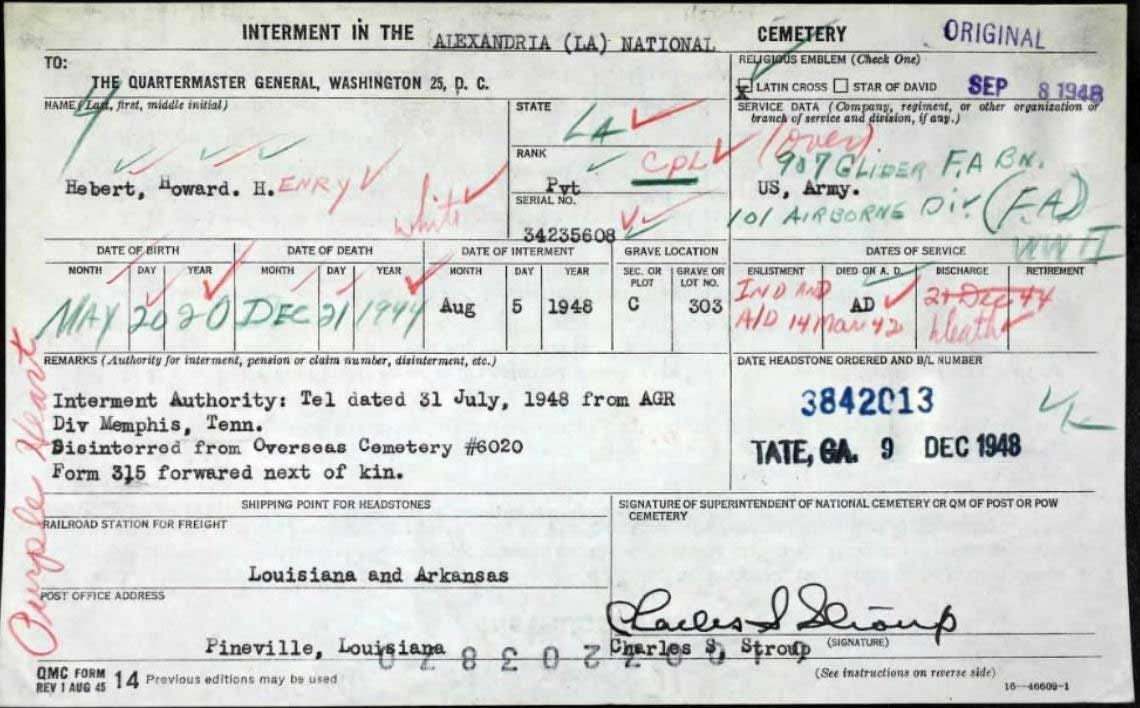 INTERMENT IN THE ALEXANDRIA (LA) NATIONAL CEMETERY
ORIGINAL
TO:
THE QUARTERMASTER GENERAL, WASHINGTON 25, D. C.
RELIGIOUS EMBLEM (Check One)
x LATIN CROSS STAR OF DAVID
SEP 8 1948
NAME (Last, first, middle initial)
4
Hebert, Howard. H. ENRY
white
STATE
LA
RANK
Pvt CPL
SERIAL NO.
34235608
SERVICE DATA (Company, regiment, or other organization or branch of service and division, if any.)
(over)
907 GLIDER F.A BN.
US, Army.
101 AIRBORNE DIV. (F.A)
WW II
DATE OF BIRTH
MONTH DAY YEAR
MAY 20 20
DATE OF DEATH
MONTH DAY YEAR
DEC 21 1944
DATE OF INTERMENT
MONTH DAY YEAR
Aug 5 1948
GRAVE LOCATION
SEC. OR PLOT
GRAVE OR LOT NO.
C 303
DATES OF SERVICE
ENLISTMENT DIED ON A. D. DISCHARGE RETIREMENT
IND AND
A/D 14 Mar 42
AD
21 Dec 44
Death
REMARKS (Authority for interment, pension or claim number, disinterment, etc.)
Interment Authority: Tel dated 31 July, 1948 from AGR
Div Memphis, Tenn.
Disinterred from Overseas Cemetery #6020
Form 315 forwared next of kin.
Purple Heart
DATE HEADSTONE ORDERED AND B/L NUMBER
3842013
TATE, GA. 9 DEC 1948
SHIPPING POINT FOR HEADSTONES
RAILROAD STATION FOR FREIGHT
Louisiana and Arkansas
POST OFFICE ADDRESS
Pineville, Louisiana
SIGNATURE OF SUPERINTENDENT OF NATIONAL CEMETERY OR QM OF POST OR POW CEMETERY
Charles S Stroup
Charles S. Stroup (SIGNATURE)
QMC FORM
REV 1 AUG 45 14 Previous editions may be used
(See instructions on reverse side)
16—46609-1